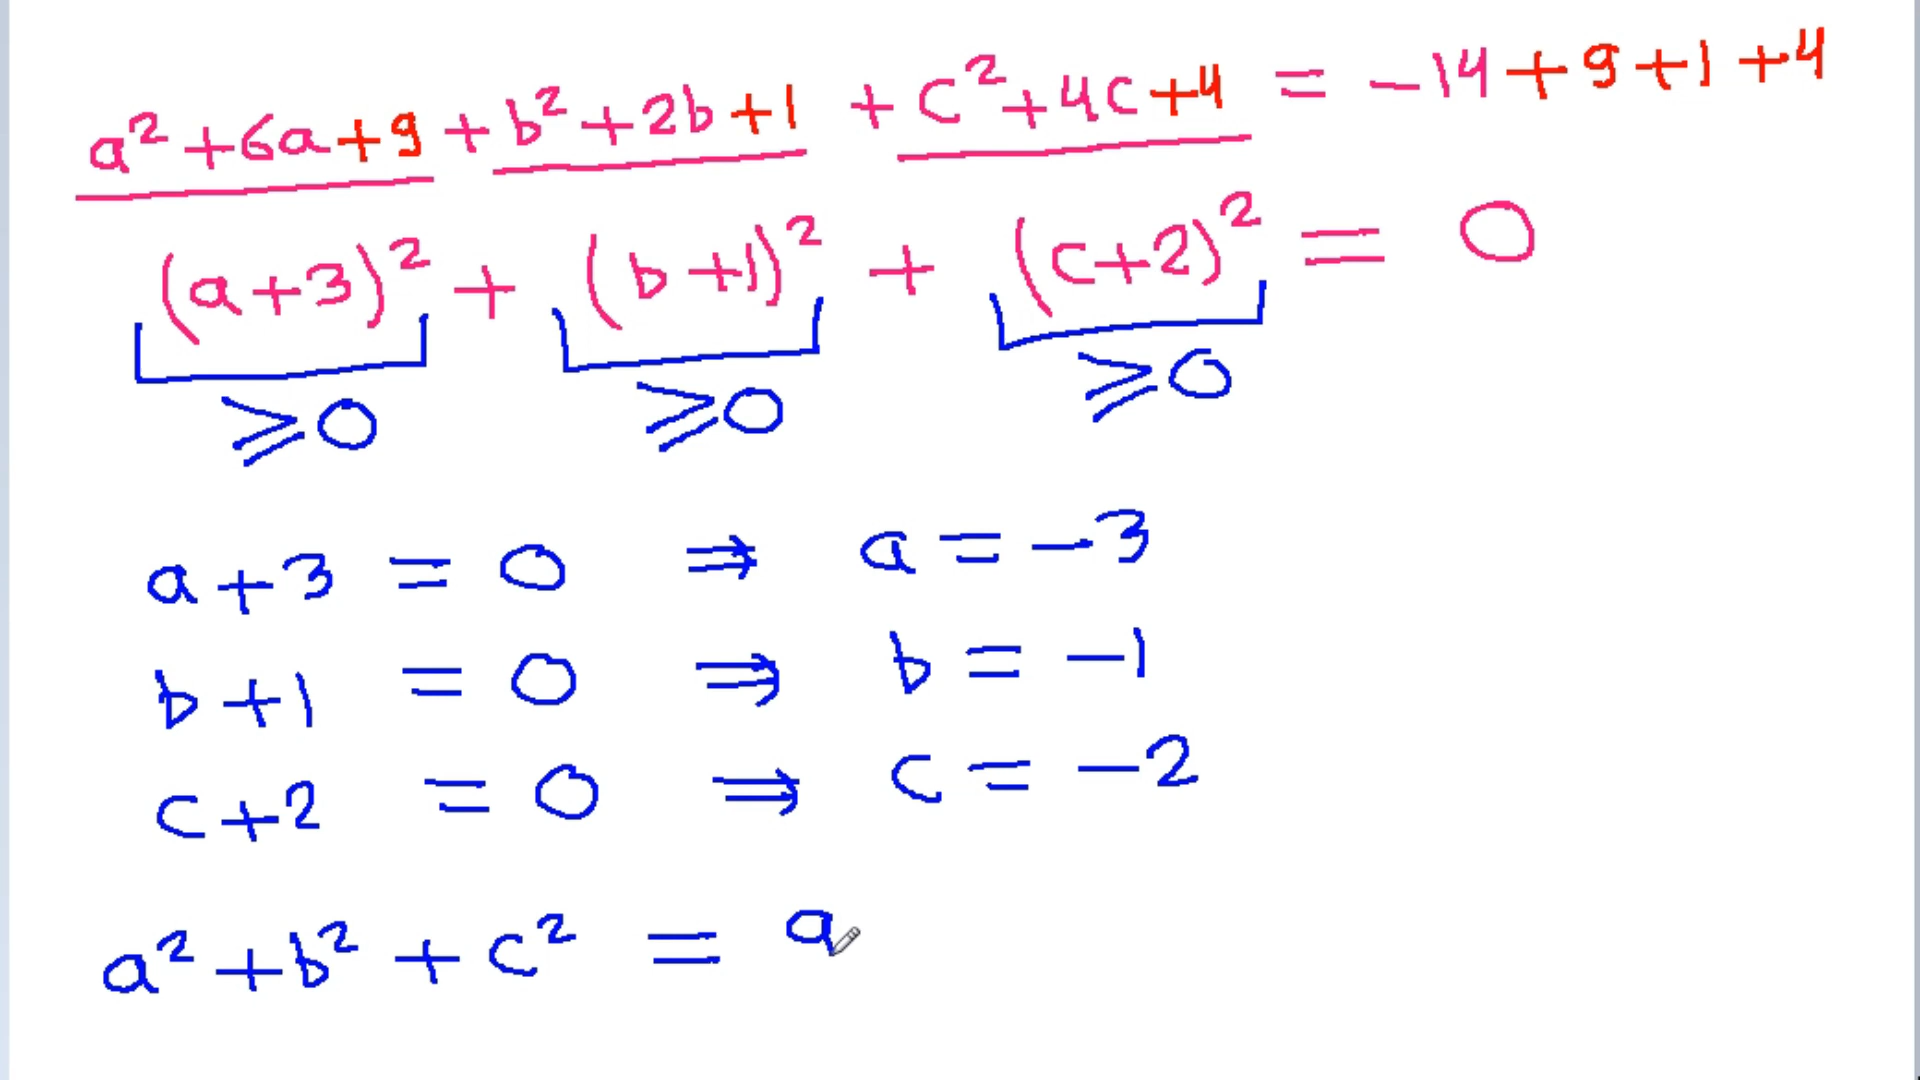 a² + 6a + 9 + b² + 2b + 1 + c² + 4c + 4 = -14 + 9 + 1 + 4
(a+3)² + (b+1)² + (c+2)² = 0
≥0 ≥0 ≥0
a+3 = 0 ⇒ a = -3
b+1 = 0 ⇒ b = -1
c+2 = 0 ⇒ c = -2
a² + b² + c² = a